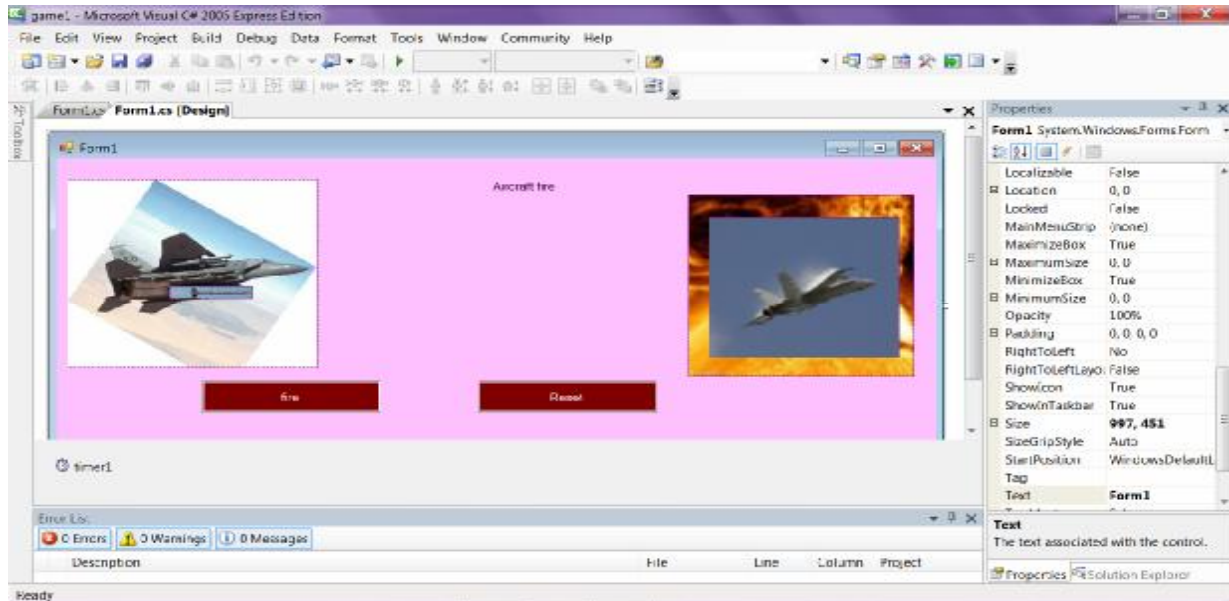 game1 - Microsoft Visual C# 2005 Express Edition
File Edit View Project Build Debug Data Format Tools Window Community Help
Toolbox
Form1.cs Form1.cs [Design]
Form1
Aircraft fire
fire
Reset
timer1
Error List
0 Errors 0 Warnings 0 Messages
Description File Line Column Project
Ready
Properties
Form1 System.Windows.Forms.Form
Localizable False
Location 0, 0
Locked False
MainMenuStrip (none)
MaximizeBox True
MaximumSize 0, 0
MinimizeBox True
MinimumSize 0, 0
Opacity 100%
Padding 0, 0, 0, 0
RightToLeft No
RightToLeftLayo False
ShowIcon True
ShowInTaskbar True
Size 997, 451
SizeGripStyle Auto
StartPosition WindowsDefaultL
Tag
Text Form1
Text
The text associated with the control.
Properties Solution Explorer